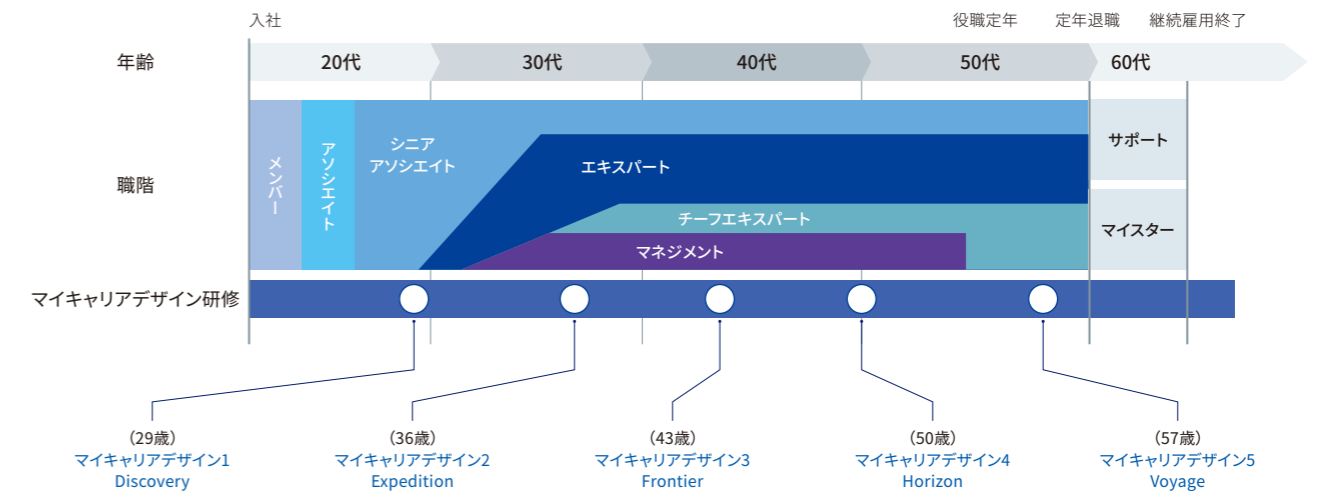 入社
役職定年
定年退職
継続雇用終了
年齢
20代
30代
40代
50代
60代
職階
メンバー
アソシエイト
シニア
アソシエイト
エキスパート
チーフエキスパート
マネジメント
サポート
マイスター
マイキャリアデザイン研修
（29歳）
マイキャリアデザイン1
Discovery
（36歳）
マイキャリアデザイン2
Expedition
（43歳）
マイキャリアデザイン3
Frontier
（50歳）
マイキャリアデザイン4
Horizon
（57歳）
マイキャリアデザイン5
Voyage